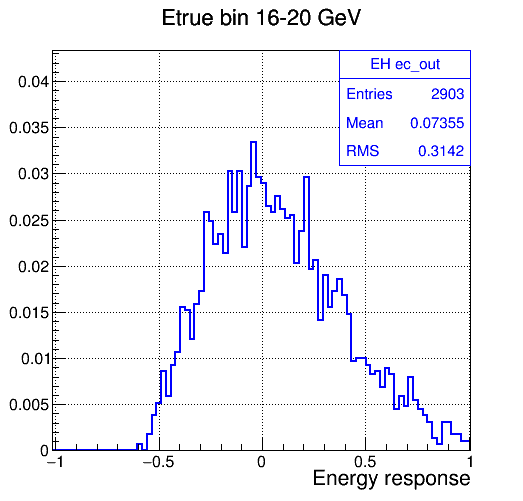 Etrue bin 16-20 GeV
EH ec_out
Entries 2903
Mean 0.07355
RMS 0.3142
0.04
0.035
0.03
0.025
0.02
0.015
0.01
0.005
0
−1 −0.5 0 0.5 1
Energy response